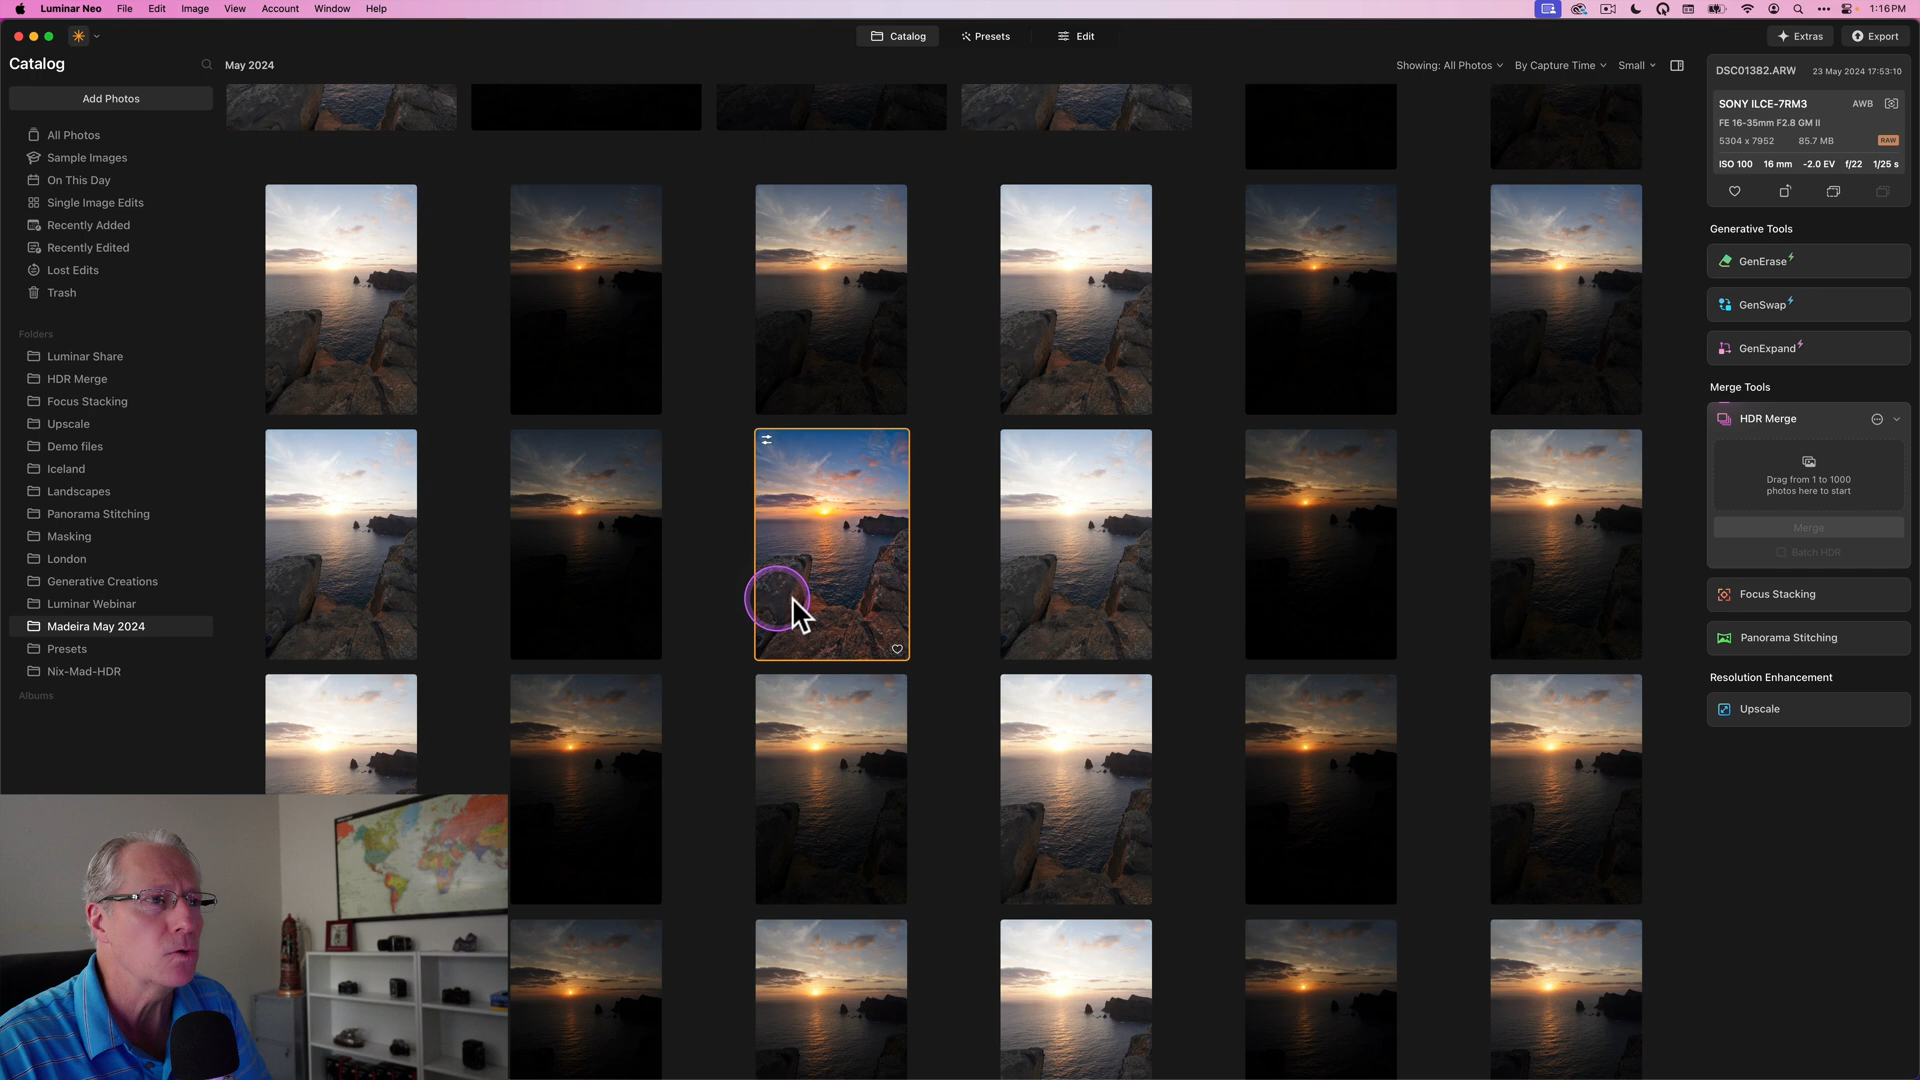 Luminar Neo File Edit Image View Account Window Help 1:16 PM
Catalog Presets Edit Extras Export
Catalog
May 2024
Showing: All Photos By Capture Time Small
Add Photos
All Photos
Sample Images
On This Day
Single Image Edits
Recently Added
Recently Edited
Lost Edits
Trash
Folders
Luminar Share
HDR Merge
Focus Stacking
Upscale
Demo files
Iceland
Landscapes
Panorama Stitching
Masking
London
Generative Creations
Luminar Webinar
Madeira May 2024
Presets
Nix-Mad-HDR
Albums
DSC01382.ARW 23 May 2024 17:53:10
SONY ILCE-7RM3 AWB
FE 16-35mm F2.8 GM II
5304 x 7952 85.7 MB RAW
ISO 100 16 mm -2.0 EV f/22 1/25 s
Generative Tools
GenErase
GenSwap
GenExpand
Merge Tools
HDR Merge
Drag from 1 to 1000
photos here to start
Merge
Batch HDR
Focus Stacking
Panorama Stitching
Resolution Enhancement
Upscale